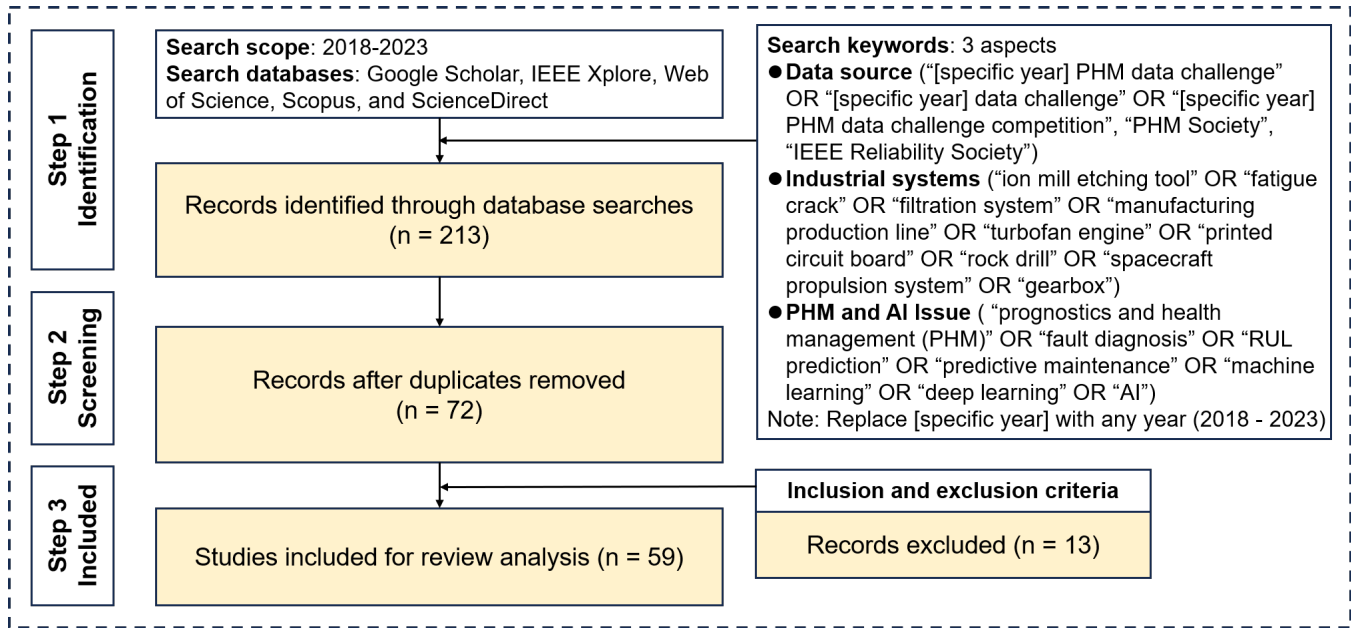 Step 1
Identification
Search scope: 2018-2023
Search databases: Google Scholar, IEEE Xplore, Web
of Science, Scopus, and ScienceDirect
Search keywords: 3 aspects
●Data source (“[specific year] PHM data challenge”
OR “[specific year] data challenge” OR “[specific year]
PHM data challenge competition”, “PHM Society”,
“IEEE Reliability Society”)
●Industrial systems (“ion mill etching tool” OR “fatigue
crack” OR “filtration system” OR “manufacturing
production line” OR “turbofan engine” OR “printed
circuit board” OR “rock drill” OR “spacecraft
propulsion system” OR “gearbox”)
●PHM and AI Issue ( “prognostics and health
management (PHM)” OR “fault diagnosis” OR “RUL
prediction” OR “predictive maintenance” OR “machine
learning” OR “deep learning” OR “AI”)
Note: Replace [specific year] with any year (2018 - 2023)
Records identified through database searches
(n = 213)
Step 2
Screening
Records after duplicates removed
(n = 72)
Step 3
Included
Inclusion and exclusion criteria
Records excluded (n = 13)
Studies included for review analysis (n = 59)